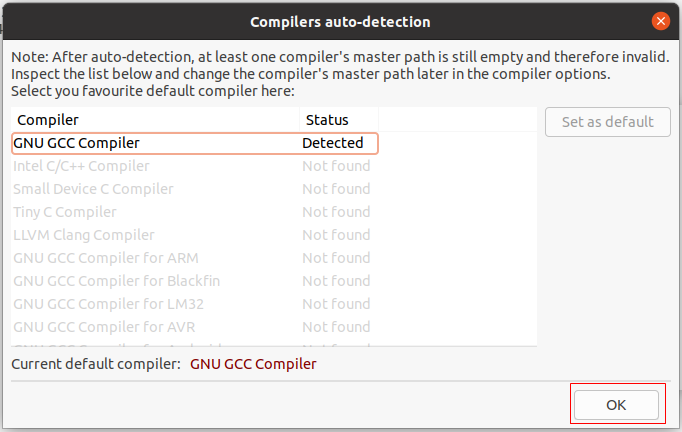 Compilers auto-detection
Note: After auto-detection, at least one compiler's master path is still empty and therefore invalid.
Inspect the list below and change the compiler's master path later in the compiler options.
Select you favourite default compiler here:
Compiler Status
Set as default
GNU GCC Compiler Detected
Intel C/C++ Compiler Not found
Small Device C Compiler Not found
Tiny C Compiler Not found
LLVM Clang Compiler Not found
GNU GCC Compiler for ARM Not found
GNU GCC Compiler for Blackfin Not found
GNU GCC Compiler for LM32 Not found
GNU GCC Compiler for AVR Not found
Current default compiler: GNU GCC Compiler
OK